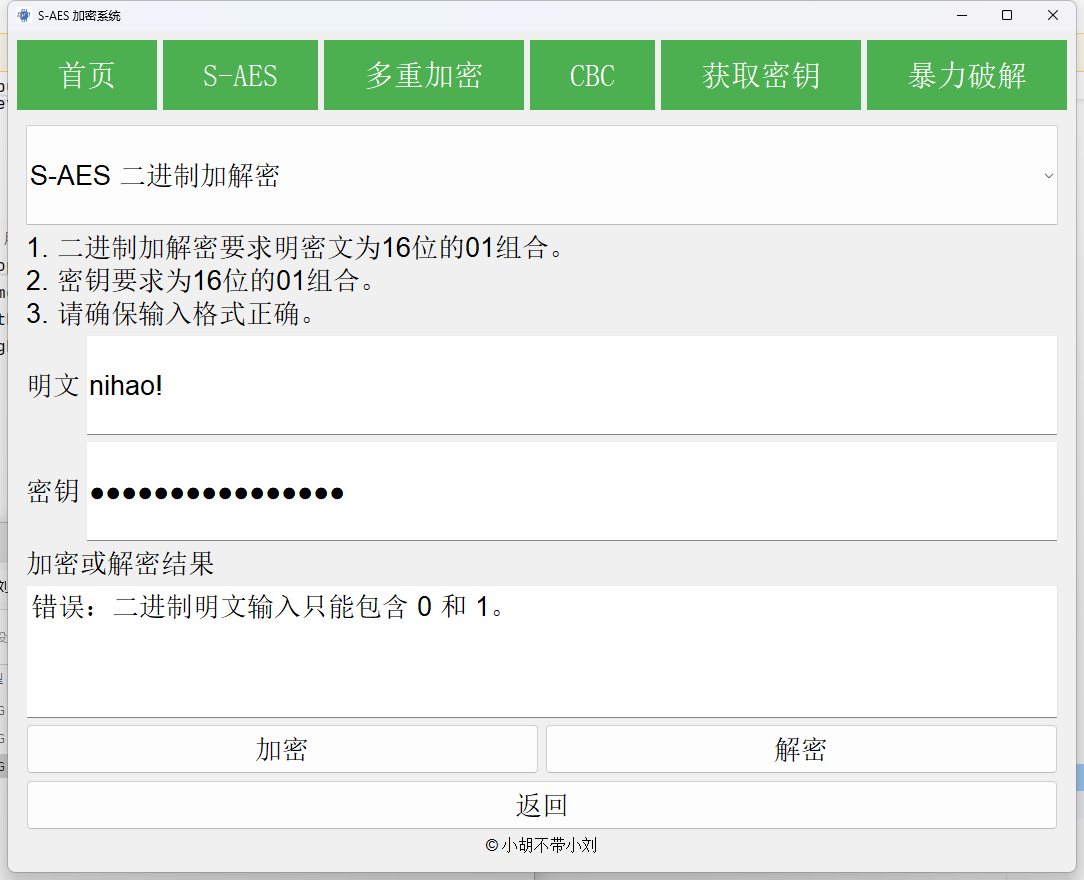 S-AES 加密系统
首页 S-AES 多重加密 CBC 获取密钥 暴力破解
S-AES 二进制加解密
1. 二进制加解密要求明密文为16位的01组合。
2. 密钥要求为16位的01组合。
3. 请确保输入格式正确。
明文 nihao!
密钥 ●●●●●●●●●●●●●●●●
加密或解密结果
错误：二进制明文输入只能包含 0 和 1。
加密 解密
返回
© 小胡不带小刘